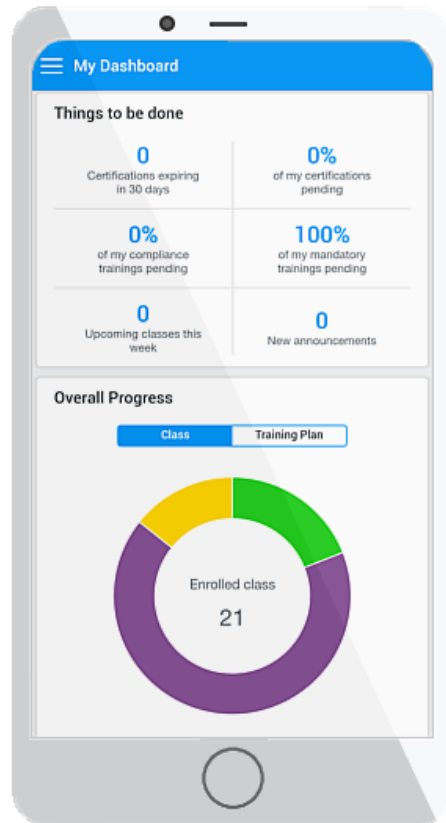 My Dashboard
Things to be done
0
Certifications expiring
in 30 days
0%
of my certifications
pending
0%
of my compliance
trainings pending
100%
of my mandatory
trainings pending
0
Upcoming classes this
week
0
New announcements
Overall Progress
Class
Training Plan
Enrolled class
21